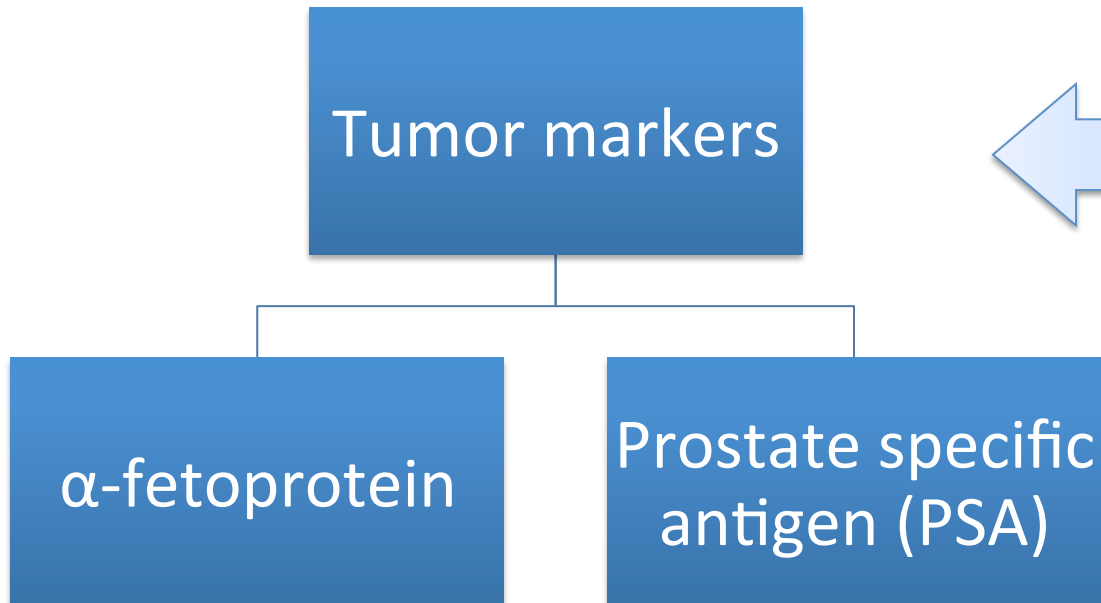 Tumor markers
α-fetoprotein
Prostate specific
antigen (PSA)